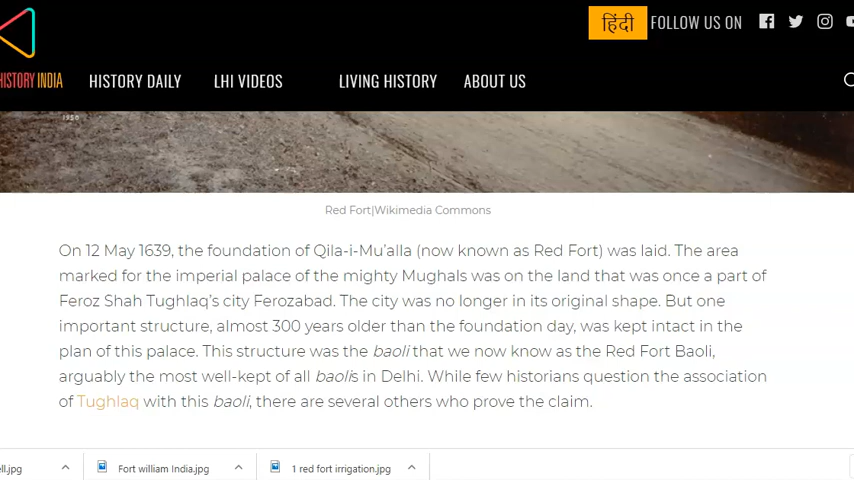 हिंदी FOLLOW US ON
HISTORY INDIA HISTORY DAILY LHI VIDEOS LIVING HISTORY ABOUT US
1950
Red Fort|Wikimedia Commons
On 12 May 1639, the foundation of Qila-i-Mu’alla (now known as Red Fort) was laid. The area
marked for the imperial palace of the mighty Mughals was on the land that was once a part of
Feroz Shah Tughlaq’s city Ferozabad. The city was no longer in its original shape. But one
important structure, almost 300 years older than the foundation day, was kept intact in the
plan of this palace. This structure was the baoli that we now know as the Red Fort Baoli,
arguably the most well-kept of all baolis in Delhi. While few historians question the association
of Tughlaq with this baoli, there are several others who prove the claim.
ll.jpg Fort william India.jpg 1 red fort irrigation.jpg